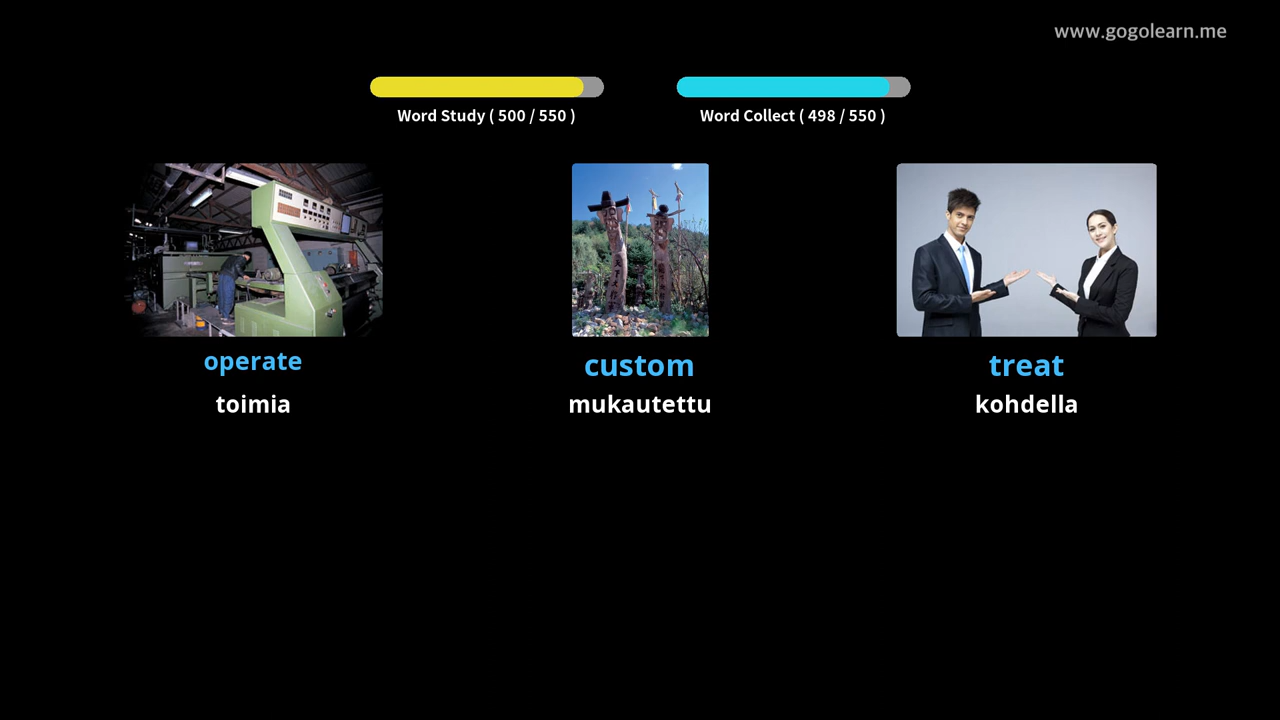 www.gogolearn.me
Word Study ( 500 / 550 )
Word Collect ( 498 / 550 )
operate
custom
treat
toimia
mukautettu
kohdella